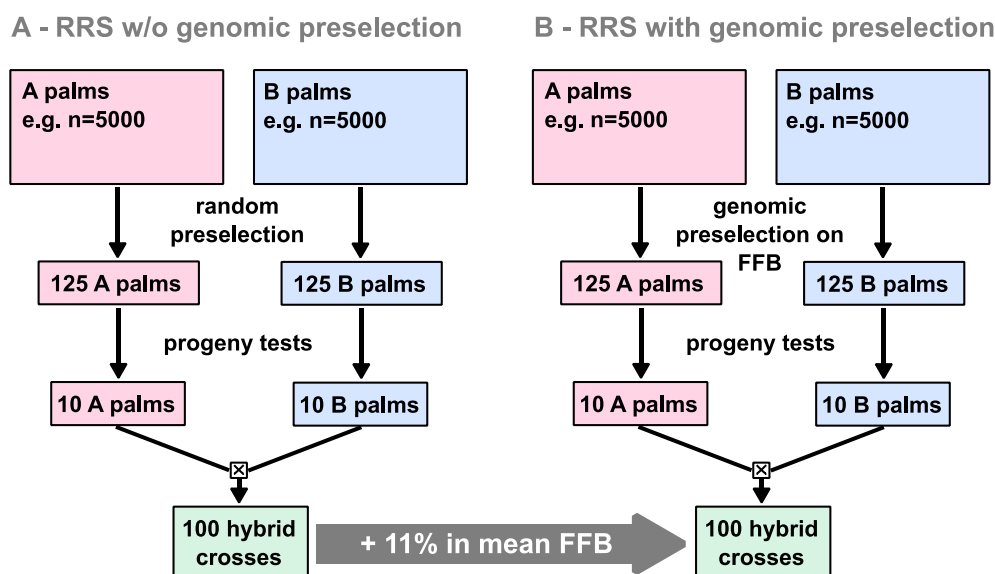 A - RRS w/o genomic preselection
A palms
e.g. n=5000
B palms
e.g. n=5000
random
preselection
125 A palms
125 B palms
progeny tests
10 A palms
10 B palms
100 hybrid
crosses
+ 11% in mean FFB
B - RRS with genomic preselection
A palms
e.g. n=5000
B palms
e.g. n=5000
genomic
preselection on
FFB
125 A palms
125 B palms
progeny tests
10 A palms
10 B palms
100 hybrid
crosses